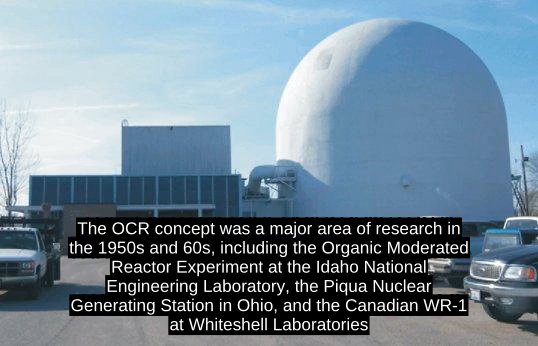 The OCR concept was a major area of research in
the 1950s and 60s, including the Organic Moderated
Reactor Experiment at the Idaho National
Engineering Laboratory, the Piqua Nuclear
Generating Station in Ohio, and the Canadian WR-1
at Whiteshell Laboratories